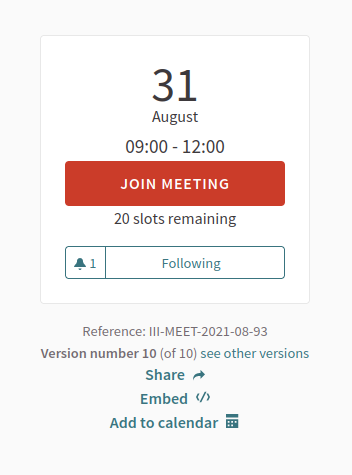 31
August
09:00 - 12:00
JOIN MEETING
20 slots remaining
1 Following
Reference: III-MEET-2021-08-93
Version number 10 (of 10) see other versions
Share
Embed
Add to calendar